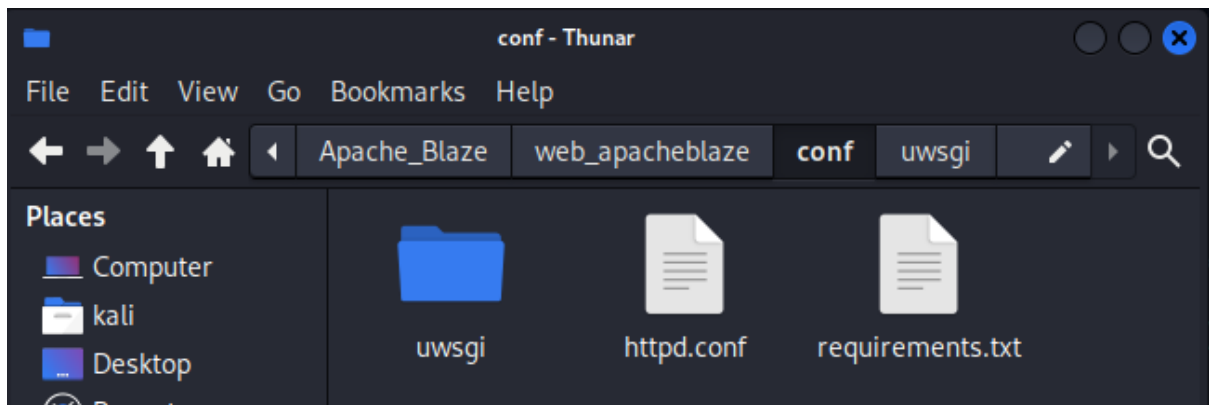 conf - Thunar
File Edit View Go Bookmarks Help
Apache_Blaze web_apacheblaze conf uwsgi
Places
Computer
kali
Desktop
uwsgi httpd.conf requirements.txt